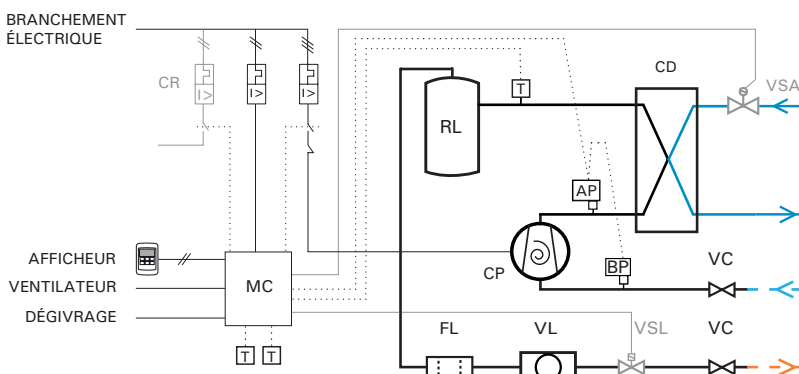 BRANCHEMENT
ÉLECTRIQUE
CR
I>
I>
I>
T
CD
VSA
RL
AP
CP
BP
VC
AFFICHEUR
VENTILATEUR
DÉGIVRAGE
MC
T
T
FL
VL
VSL
VC